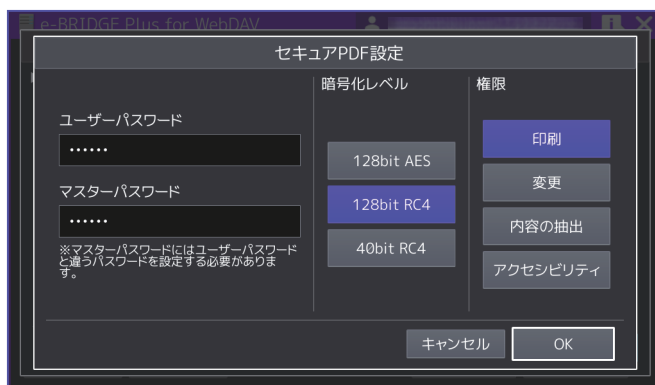 e-BRIDGE Plus for WebDAV
セキュアPDF設定
ユーザーパスワード
••••••
マスターパスワード
••••••
※マスターパスワードにはユーザーパスワード
と違うパスワードを設定する必要がありま
す。
暗号化レベル
128bit AES
128bit RC4
40bit RC4
権限
印刷
変更
内容の抽出
アクセシビリティ
キャンセル
OK